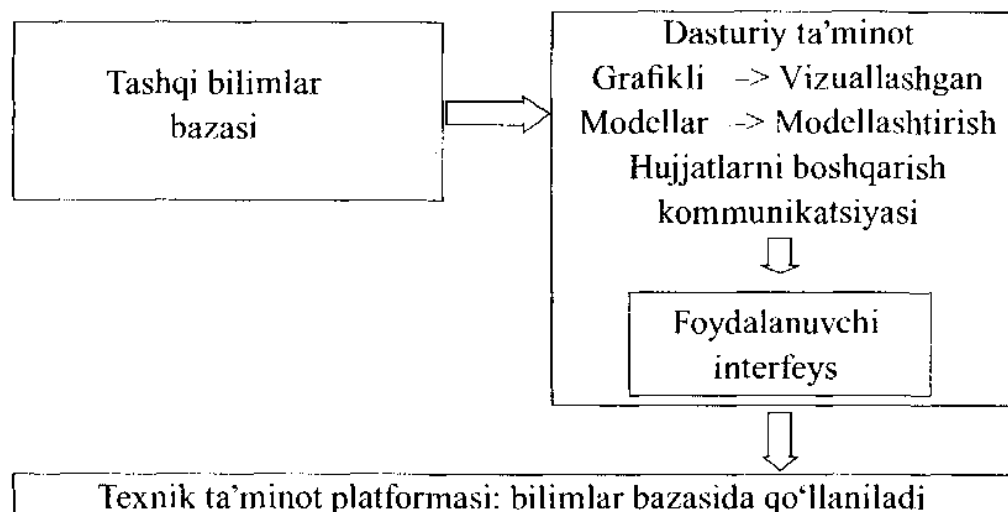 Tashqi bilimlar
bazasi
Dasturiy ta'minot
Grafikli -> Vizuallashgan
Modellar -> Modellashtirish
Hujjatlarni boshqarish
kommunikatsiyasi
Foydalanuvchi
interfeys
Texnik ta'minot platformasi: bilimlar bazasida qo‘llaniladi